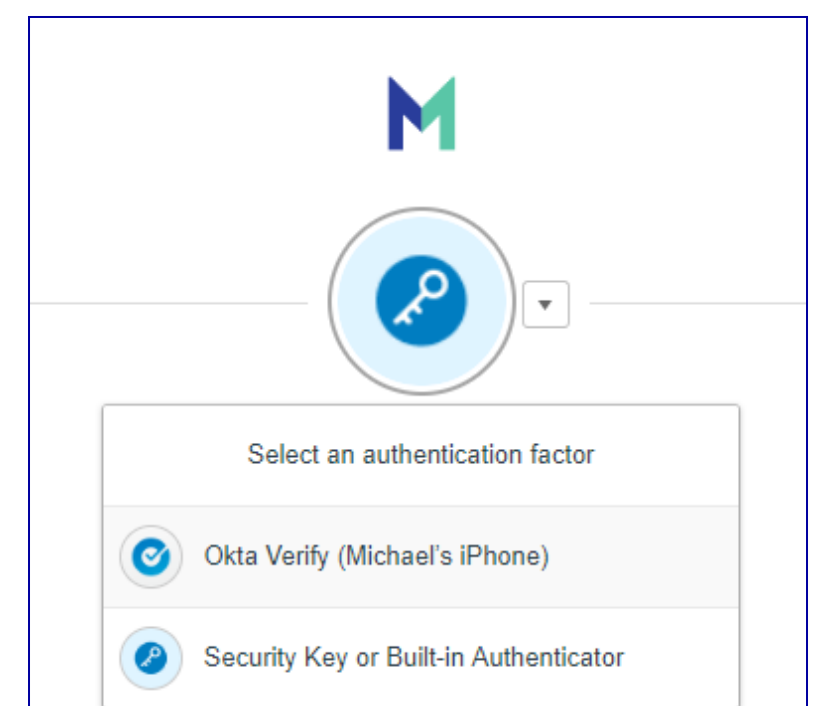 Select an authentication factor
Okta Verify (Michael's iPhone)
Security Key or Built-in Authenticator